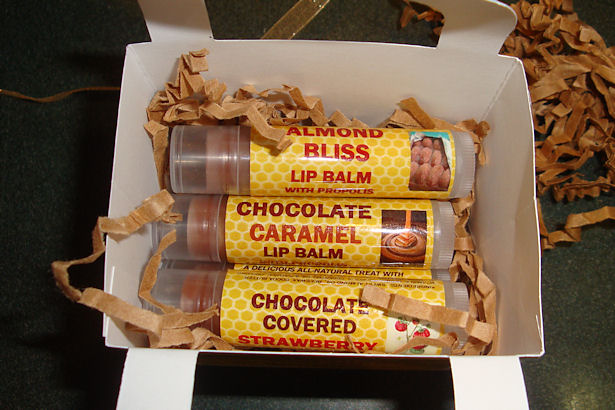 ALMOND
BLISS
LIP BALM
WITH PROPOLIS
CHOCOLATE
CARAMEL
LIP BALM
A DELICIOUS ALL NATURAL TREAT WITH
CHOCOLATE
COVERED
STRAWBERRY